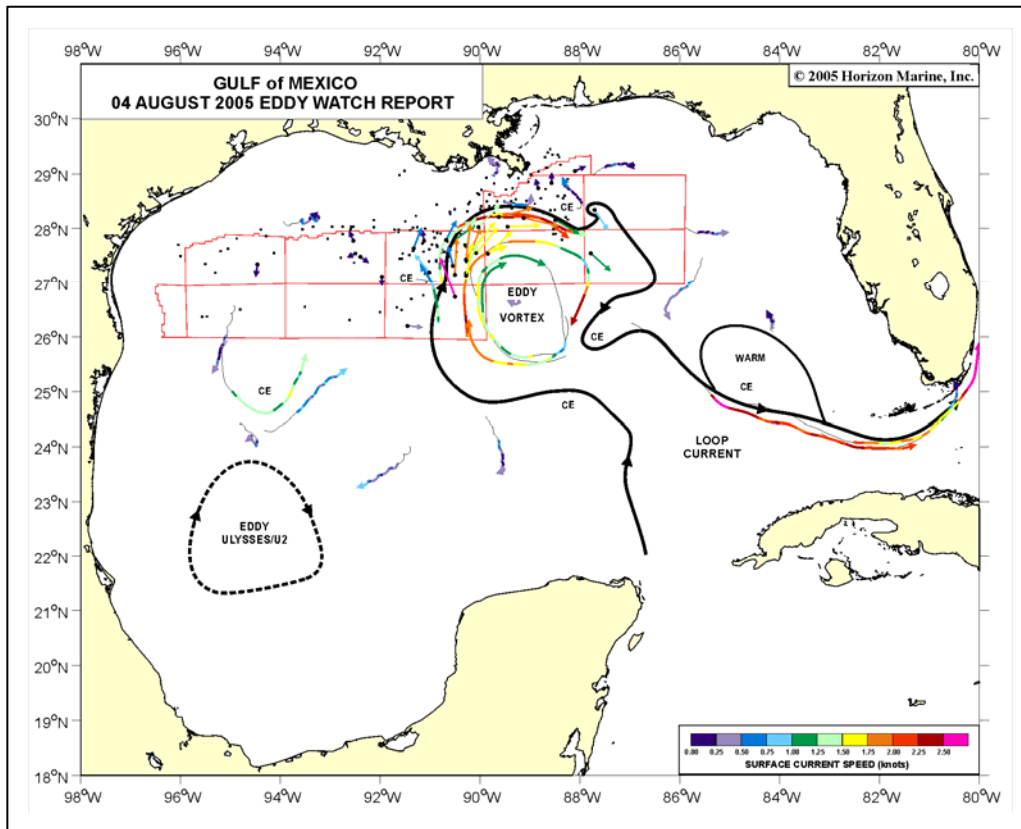 98°W 96°W 94°W 92°W 90°W 88°W 86°W 84°W 82°W 80°W
GULF of MEXICO
04 AUGUST 2005 EDDY WATCH REPORT
© 2005 Horizon Marine, Inc.
30°N
29°N
28°N
27°N
26°N
25°N
24°N
23°N
22°N
21°N
20°N
19°N
18°N
CE
CE
EDDY
VORTEX
CE
WARM
CE
CE
CE
LOOP
CURRENT
EDDY
ULYSSES/U2
0.00 0.25 0.50 0.75 1.00 1.25 1.50 1.75 2.00 2.25 2.50
SURFACE CURRENT SPEED (knots)
98°W 96°W 94°W 92°W 90°W 88°W 86°W 84°W 82°W 80°W